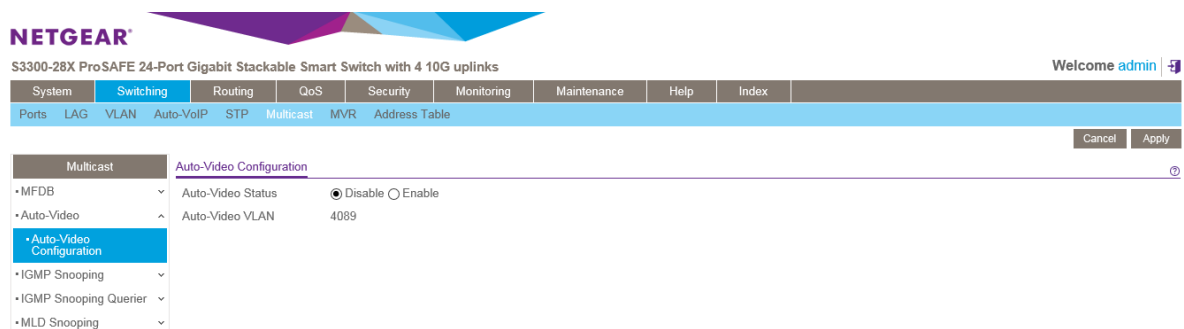 NETGEAR®
S3300-28X ProSAFE 24-Port Gigabit Stackable Smart Switch with 4 10G uplinks
Welcome admin
System Switching Routing QoS Security Monitoring Maintenance Help Index
Ports LAG VLAN Auto-VoIP STP Multicast MVR Address Table
Cancel Apply
Multicast
•MFDB
•Auto-Video
•Auto-Video
Configuration
•IGMP Snooping
•IGMP Snooping Querier
•MLD Snooping
Auto-Video Configuration
?
Auto-Video Status Disable Enable
Auto-Video VLAN 4089